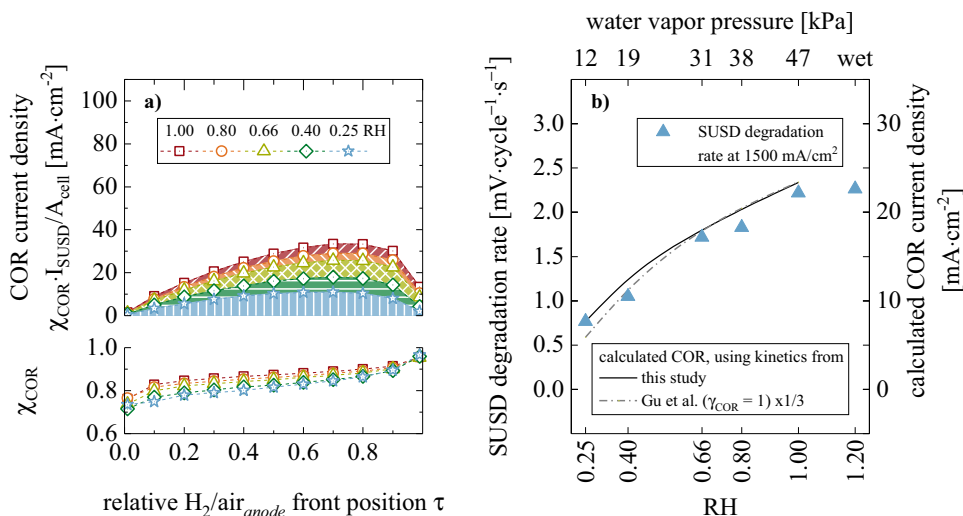 a)
1.00 0.80 0.66 0.40 0.25 RH
COR current density
χCOR·ISUSD/Acell [mA·cm-2]
100
80
60
40
20
0
χCOR
1.0
0.8
0.6
0.0 0.2 0.4 0.6 0.8
relative H2/airanode front position τ
water vapor pressure [kPa]
12 19 31 38 47 wet
b)
SUSD degradation
rate at 1500 mA/cm2
SUSD degradation rate [mV·cycle-1·s-1]
3.0
2.5
2.0
1.5
1.0
0.5
0.0
calculated COR, using kinetics from
this study
Gu et al. (γCOR = 1) x1/3
30
20
10
0
calculated COR current density
[mA·cm-2]
0.25 0.40 0.66 0.80 1.00 1.20
RH